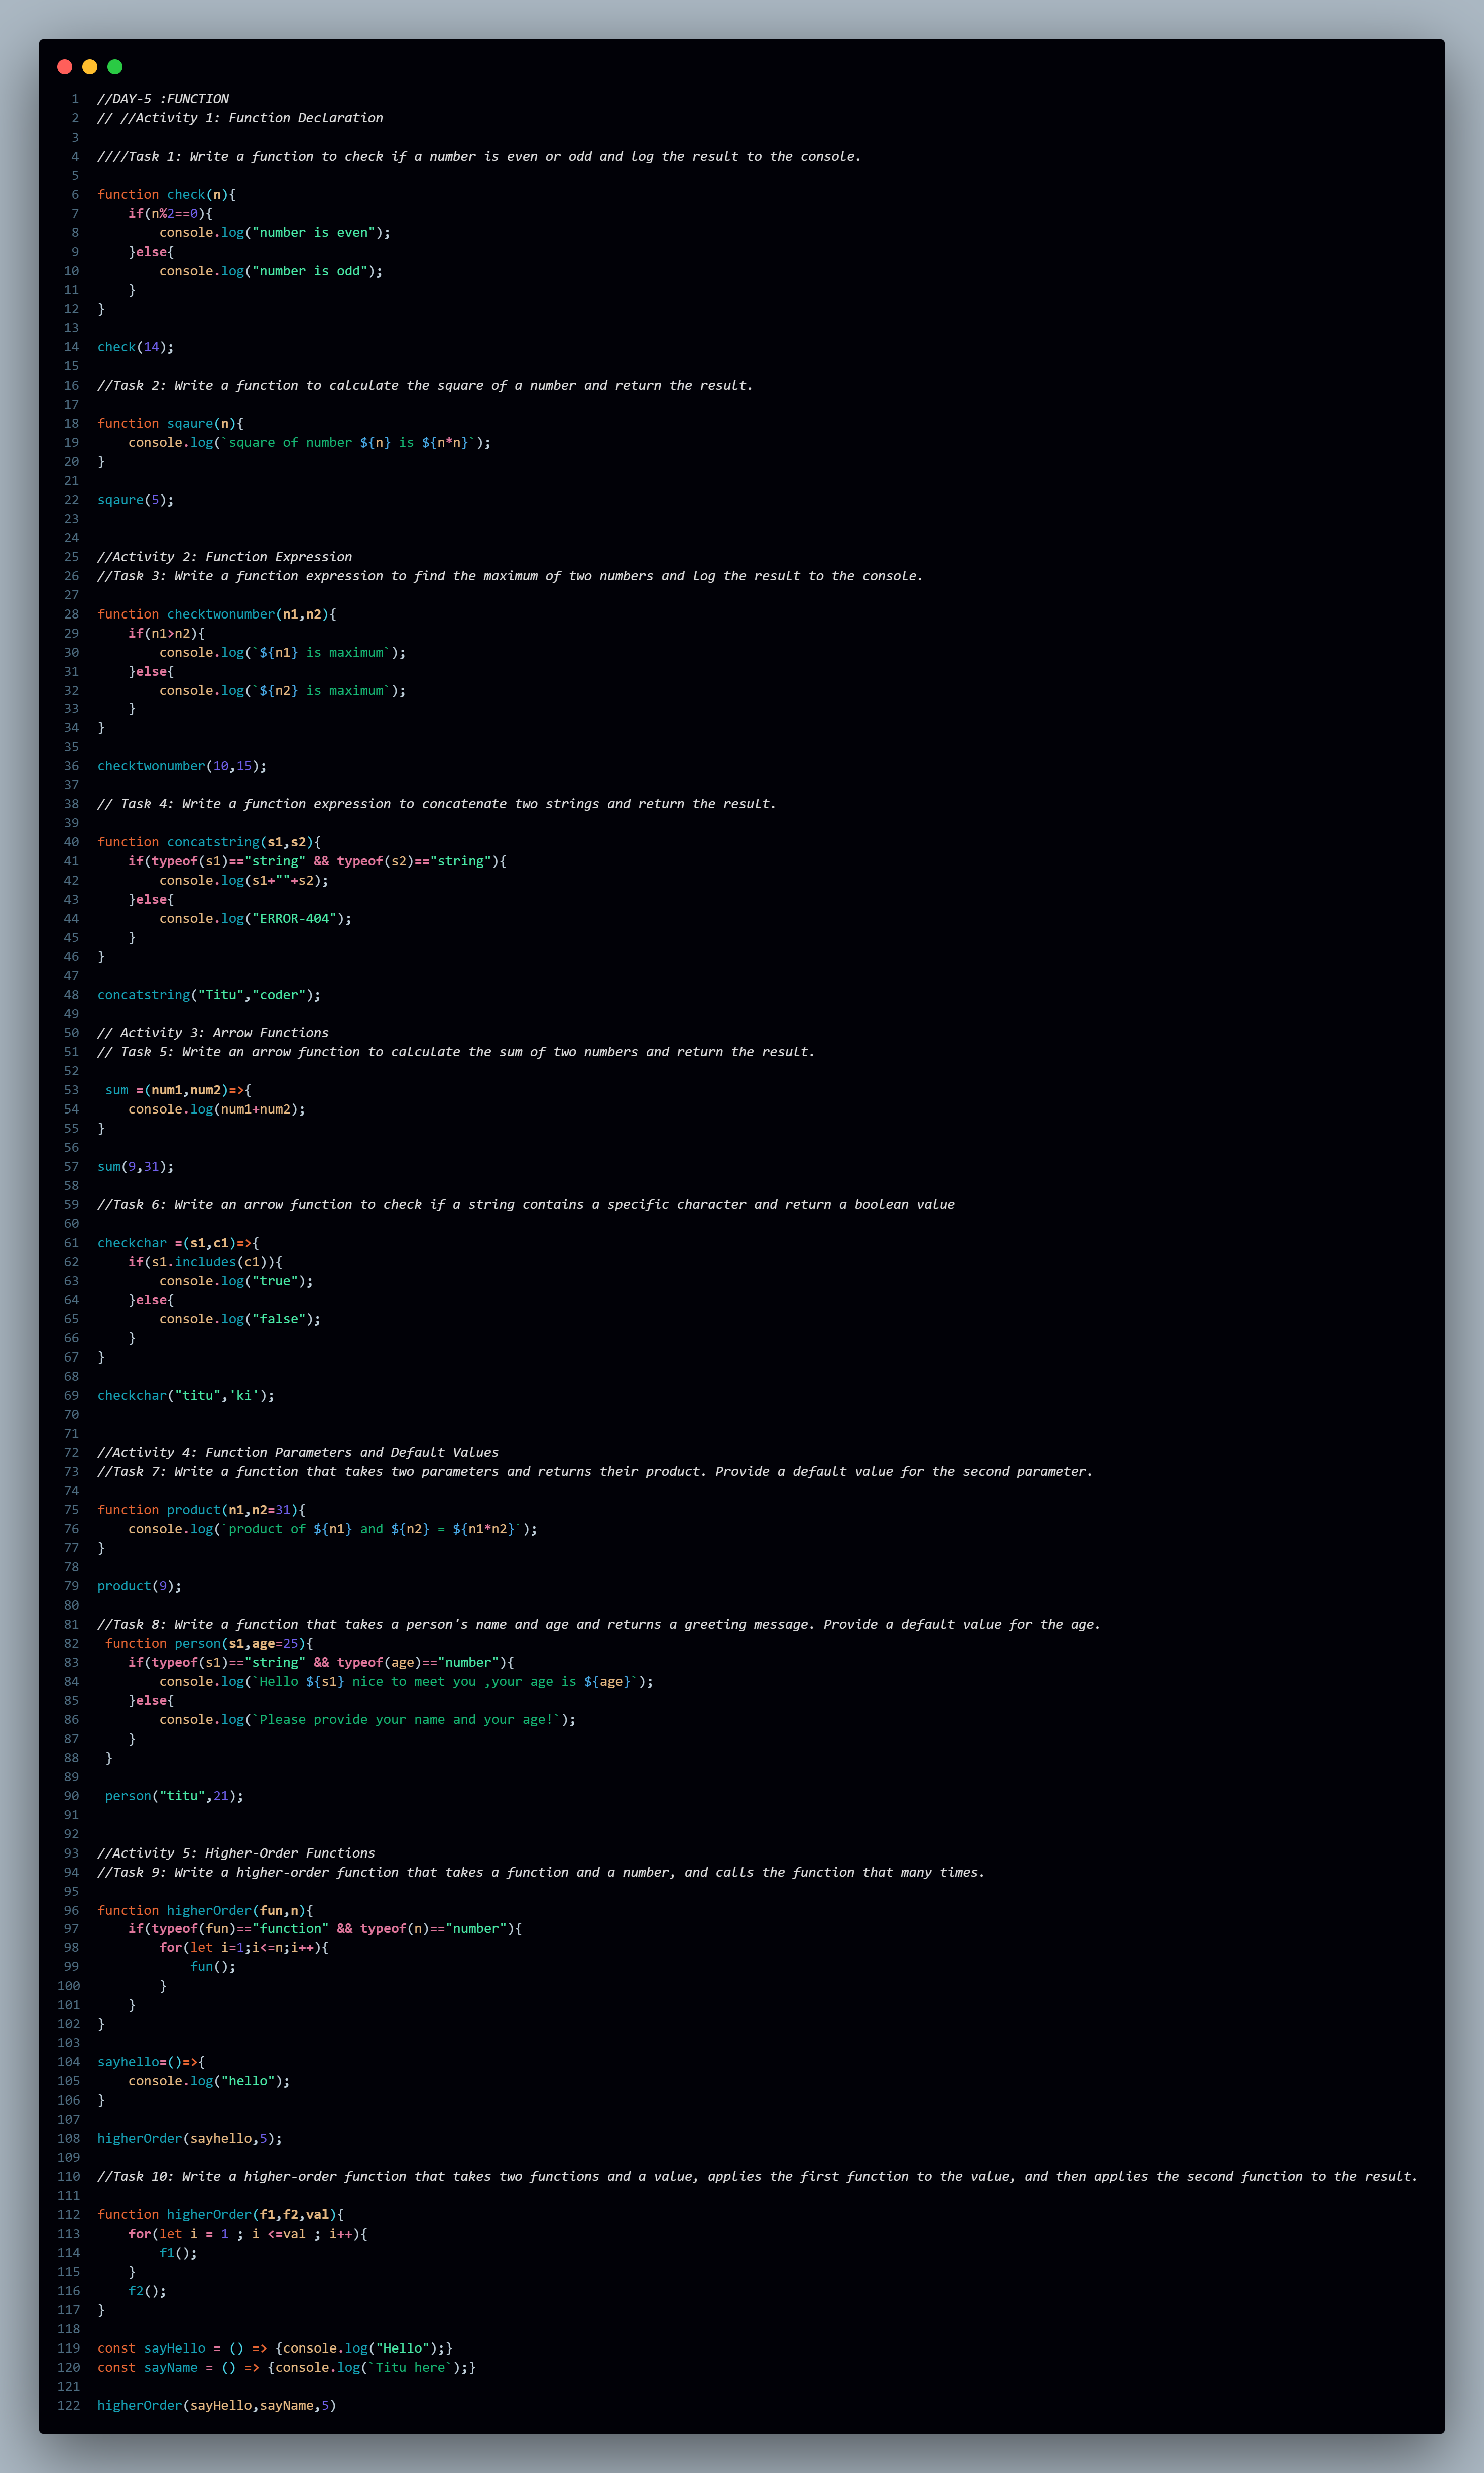 1 //DAY-5 :FUNCTION
2 // //Activity 1: Function Declaration
3
4 ////Task 1: Write a function to check if a number is even or odd and log the result to the console.
5
6 function check(n){
7     if(n%2==0){
8         console.log("number is even");
9     }else{
10         console.log("number is odd");
11     }
12 }
13
14 check(14);
15
16 //Task 2: Write a function to calculate the square of a number and return the result.
17
18 function sqaure(n){
19     console.log(`square of number ${n} is ${n*n}`);
20 }
21
22 sqaure(5);
23
24
25 //Activity 2: Function Expression
26 //Task 3: Write a function expression to find the maximum of two numbers and log the result to the console.
27
28 function checktwonumber(n1,n2){
29     if(n1>n2){
30         console.log(`${n1} is maximum`);
31     }else{
32         console.log(`${n2} is maximum`);
33     }
34 }
35
36 checktwonumber(10,15);
37
38 // Task 4: Write a function expression to concatenate two strings and return the result.
39
40 function concatstring(s1,s2){
41     if(typeof(s1)=="string" && typeof(s2)=="string"){
42         console.log(s1+""+s2);
43     }else{
44         console.log("ERROR-404");
45     }
46 }
47
48 concatstring("Titu","coder");
49
50 // Activity 3: Arrow Functions
51 // Task 5: Write an arrow function to calculate the sum of two numbers and return the result.
52
53  sum =(num1,num2)=>{
54     console.log(num1+num2);
55 }
56
57 sum(9,31);
58
59 //Task 6: Write an arrow function to check if a string contains a specific character and return a boolean value
60
61 checkchar =(s1,c1)=>{
62     if(s1.includes(c1)){
63         console.log("true");
64     }else{
65         console.log("false");
66     }
67 }
68
69 checkchar("titu",'ki');
70
71
72 //Activity 4: Function Parameters and Default Values
73 //Task 7: Write a function that takes two parameters and returns their product. Provide a default value for the second parameter.
74
75 function product(n1,n2=31){
76     console.log(`product of ${n1} and ${n2} = ${n1*n2}`);
77 }
78
79 product(9);
80
81 //Task 8: Write a function that takes a person's name and age and returns a greeting message. Provide a default value for the age.
82  function person(s1,age=25){
83     if(typeof(s1)=="string" && typeof(age)=="number"){
84         console.log(`Hello ${s1} nice to meet you ,your age is ${age}`);
85     }else{
86         console.log(`Please provide your name and your age!`);
87     }
88  }
89
90  person("titu",21);
91
92
93 //Activity 5: Higher-Order Functions
94 //Task 9: Write a higher-order function that takes a function and a number, and calls the function that many times.
95
96 function higherOrder(fun,n){
97     if(typeof(fun)=="function" && typeof(n)=="number"){
98         for(let i=1;i<=n;i++){
99             fun();
100         }
101     }
102 }
103
104 sayhello=()=>{
105     console.log("hello");
106 }
107
108 higherOrder(sayhello,5);
109
110 //Task 10: Write a higher-order function that takes two functions and a value, applies the first function to the value, and then applies the second function to the result.
111
112 function higherOrder(f1,f2,val){
113     for(let i = 1 ; i <=val ; i++){
114         f1();
115     }
116     f2();
117 }
118
119 const sayHello = () => {console.log("Hello");}
120 const sayName = () => {console.log(`Titu here`);}
121
122 higherOrder(sayHello,sayName,5)